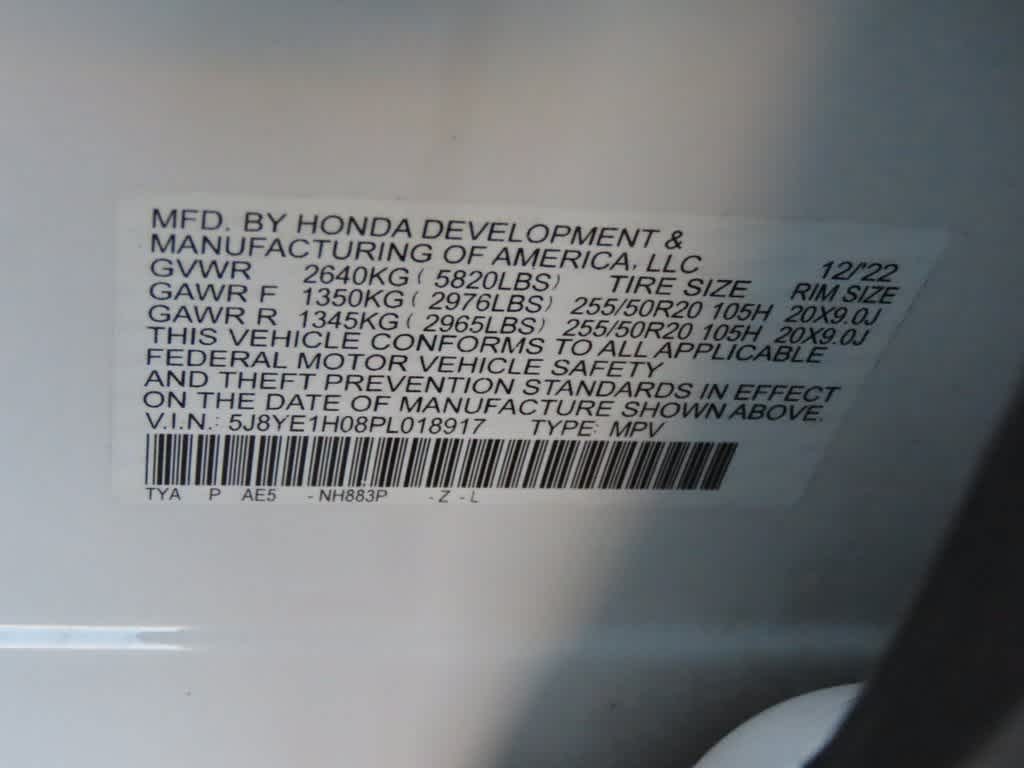 MFD. BY HONDA DEVELOPMENT &
MANUFACTURING OF AMERICA, LLC 12/'22
GVWR 2640KG ( 5820LBS) TIRE SIZE RIM SIZE
GAWR F 1350KG ( 2976LBS) 255/50R20 105H 20X9.0J
GAWR R 1345KG ( 2965LBS) 255/50R20 105H 20X9.0J
THIS VEHICLE CONFORMS TO ALL APPLICABLE
FEDERAL MOTOR VEHICLE SAFETY
AND THEFT PREVENTION STANDARDS IN EFFECT
ON THE DATE OF MANUFACTURE SHOWN ABOVE.
V.I.N.: 5J8YE1H08PL018917 TYPE: MPV
TYA P AE5 - NH883P - Z - L